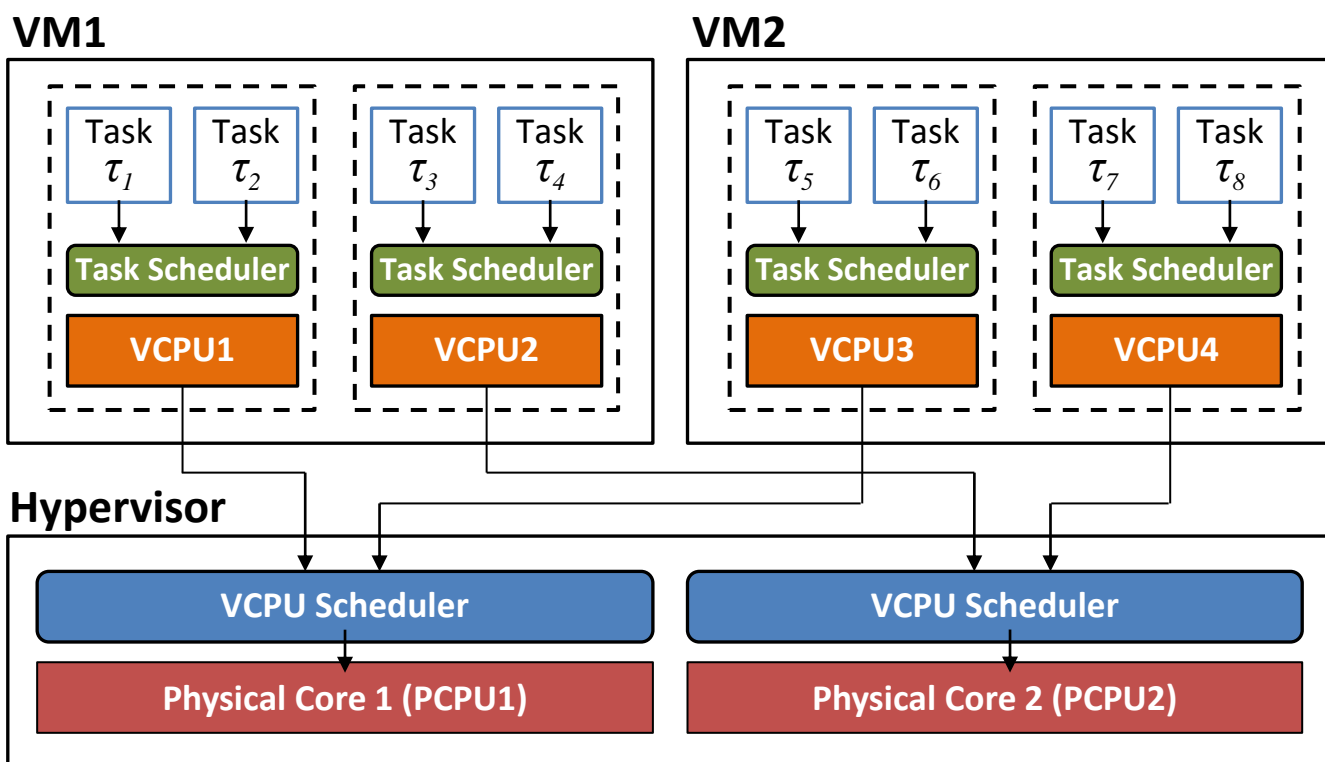 VM1
VM2
Task
τ1
Task
τ2
Task
τ3
Task
τ4
Task
τ5
Task
τ6
Task
τ7
Task
τ8
Task Scheduler
Task Scheduler
Task Scheduler
Task Scheduler
VCPU1
VCPU2
VCPU3
VCPU4
Hypervisor
VCPU Scheduler
VCPU Scheduler
Physical Core 1 (PCPU1)
Physical Core 2 (PCPU2)